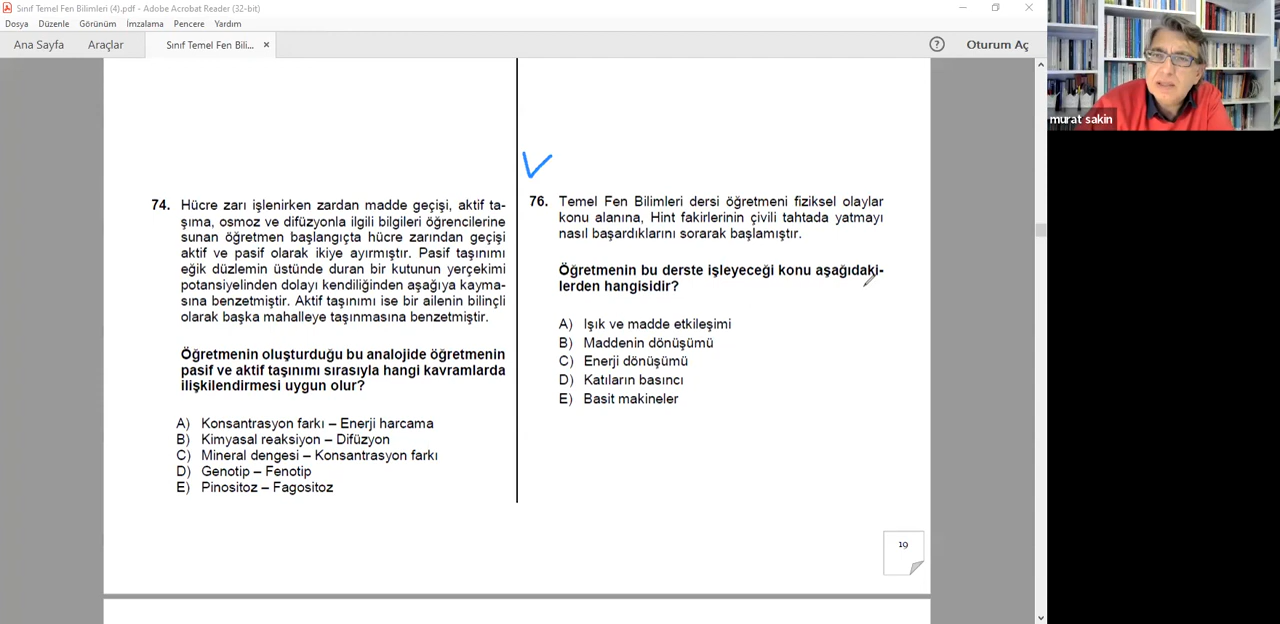 Sınıf Temel Fen Bilimleri (4).pdf - Adobe Acrobat Reader (32-bit)
Dosya Düzenle Görünüm İmzalama Pencere Yardım
Ana Sayfa Araçlar Sınıf Temel Fen Bili... × Oturum Aç
murat sakin
74. Hücre zarı işlenirken zardan madde geçişi, aktif ta-
şıma, osmoz ve difüzyonla ilgili bilgileri öğrencilerine
sunan öğretmen başlangıçta hücre zarından geçişi
aktif ve pasif olarak ikiye ayırmıştır. Pasif taşınımı
eğik düzlemin üstünde duran bir kutunun yerçekimi
potansiyelinden dolayı kendiliğinden aşağıya kayma-
sına benzetmiştir. Aktif taşınımı ise bir ailenin bilinçli
olarak başka mahalleye taşınmasına benzetmiştir.
Öğretmenin oluşturduğu bu analojide öğretmenin
pasif ve aktif taşınımı sırasıyla hangi kavramlarda
ilişkilendirmesi uygun olur?
A) Konsantrasyon farkı – Enerji harcama
B) Kimyasal reaksiyon – Difüzyon
C) Mineral dengesi – Konsantrasyon farkı
D) Genotip – Fenotip
E) Pinositoz – Fagositoz
76. Temel Fen Bilimleri dersi öğretmeni fiziksel olaylar
konu alanına, Hint fakirlerinin çivili tahtada yatmayı
nasıl başardıklarını sorarak başlamıştır.
Öğretmenin bu derste işleyeceği konu aşağıdaki-
lerden hangisidir?
A) Işık ve madde etkileşimi
B) Maddenin dönüşümü
C) Enerji dönüşümü
D) Katıların basıncı
E) Basit makineler
19